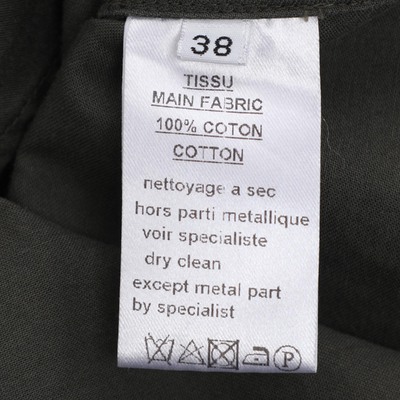 38
TISSU
MAIN FABRIC
100% COTON
COTTON
nettoyage a sec
hors parti metallique
voir specialiste
dry clean
except metal part
by specialist
P